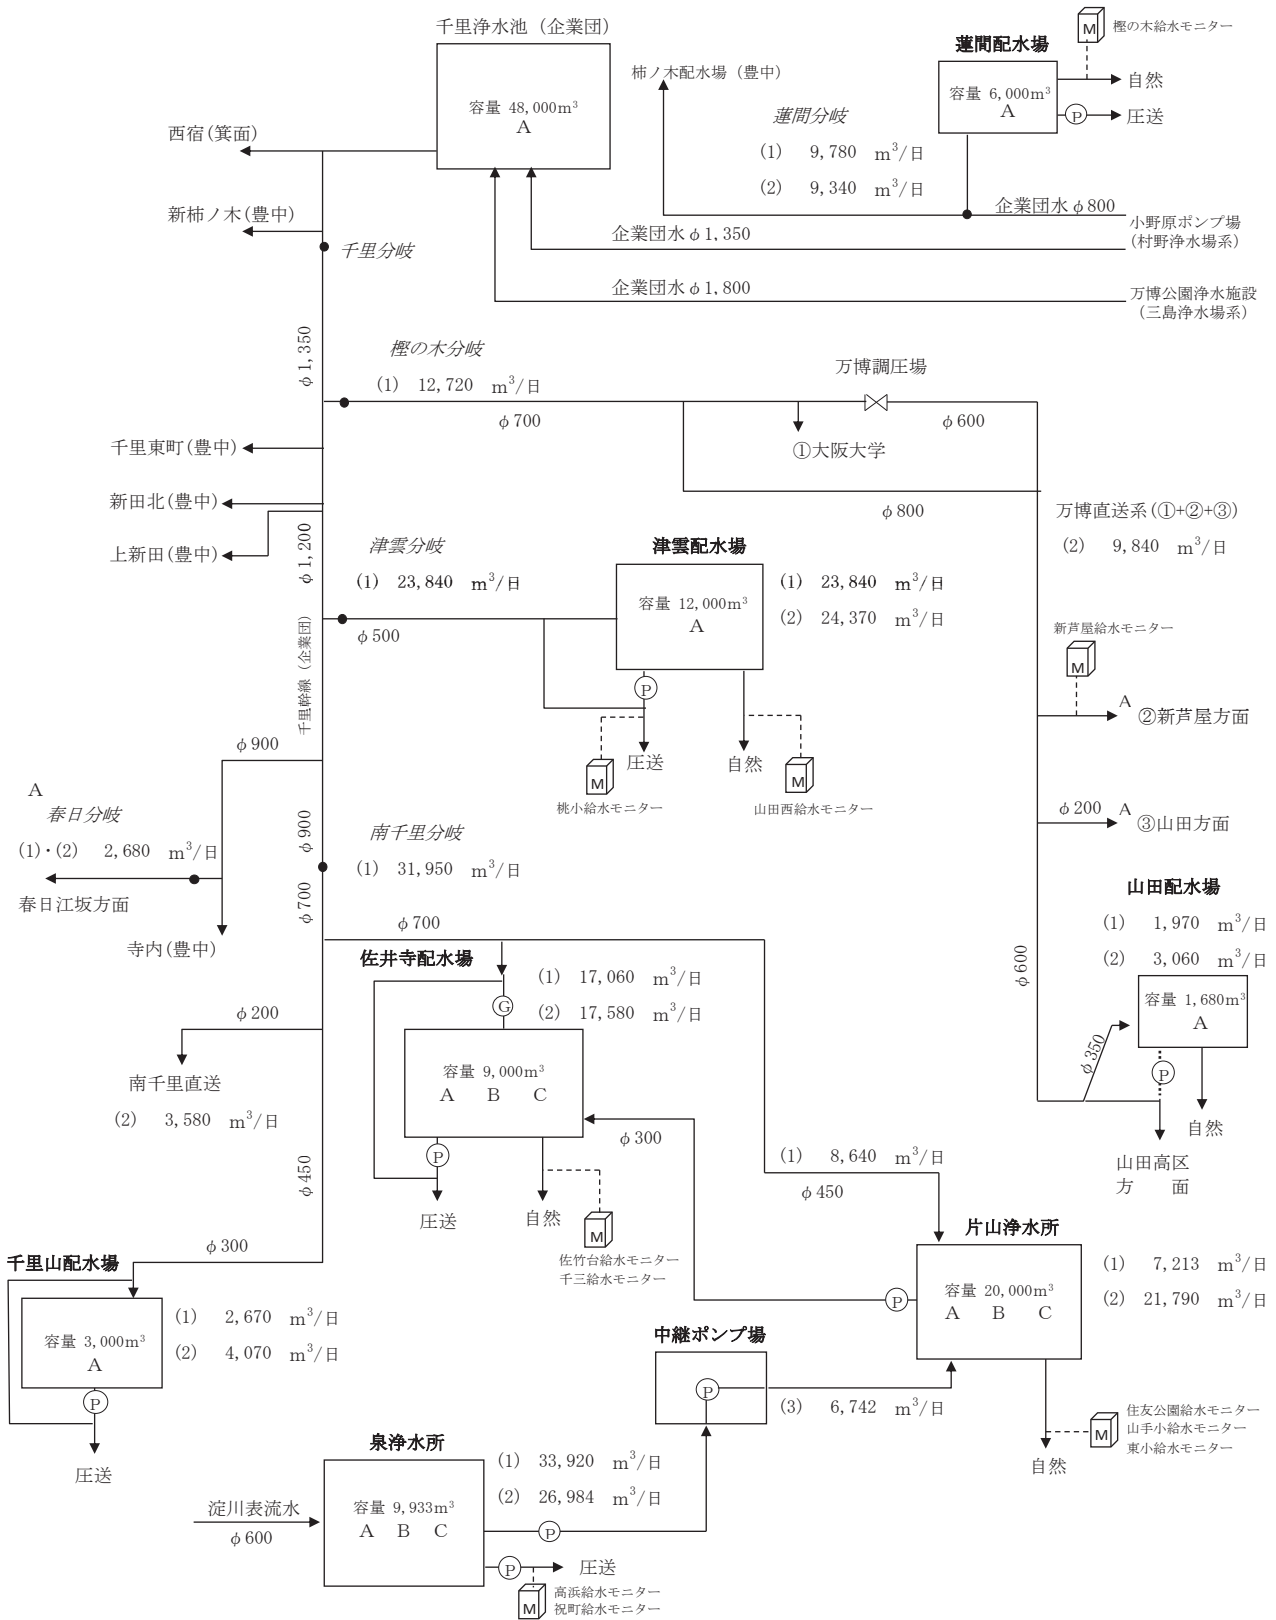 千里浄水池（企業団）
容量 48,000m³
A
西宿(箕面)
新柿ノ木(豊中)
千里分岐
柿ノ木配水場（豊中）
蓮間分岐
(1) 9,780 m³/日
(2) 9,340 m³/日
蓮間配水場
容量 6,000m³
A
M
樫の木給水モニター
自然
P
圧送
企業団水φ800
小野原ポンプ場
(村野浄水場系)
企業団水φ1,350
企業団水φ1,800
万博公園浄水施設
（三島浄水場系）
φ1,350
樫の木分岐
(1) 12,720 m³/日
φ700
万博調圧場
①大阪大学
φ600
φ800
千里東町(豊中)
新田北(豊中)
上新田(豊中)
φ1,200
万博直送系(①+②+③)
(2) 9,840 m³/日
津雲分岐
(1) 23,840 m³/日
φ500
津雲配水場
容量 12,000m³
A
(1) 23,840 m³/日
(2) 24,370 m³/日
P
圧送
自然
M
桃小給水モニター
M
山田西給水モニター
千里幹線（企業団）
新芦屋給水モニター
M
A
②新芦屋方面
φ200
A
③山田方面
φ900
A
春日分岐
(1)・(2) 2,680 m³/日
春日江坂方面
寺内(豊中)
φ900
南千里分岐
(1) 31,950 m³/日
φ700
φ700
山田配水場
(1) 1,970 m³/日
(2) 3,060 m³/日
容量 1,680m³
A
P
φ600
φ350
自然
山田高区
方 面
佐井寺配水場
(1) 17,060 m³/日
(2) 17,580 m³/日
G
容量 9,000m³
A B C
P
圧送
自然
M
佐竹台給水モニター
千三給水モニター
φ300
φ200
南千里直送
(2) 3,580 m³/日
φ450
(1) 8,640 m³/日
φ450
片山浄水所
容量 20,000m³
A B C
P
(1) 7,213 m³/日
(2) 21,790 m³/日
自然
M
住友公園給水モニター
山手小給水モニター
東小給水モニター
φ300
千里山配水場
容量 3,000m³
A
(1) 2,670 m³/日
(2) 4,070 m³/日
P
圧送
中継ポンプ場
P
(3) 6,742 m³/日
泉浄水所
容量 9,933m³
A B C
(1) 33,920 m³/日
(2) 26,984 m³/日
淀川表流水
φ600
P
P
圧送
M
高浜給水モニター
祝町給水モニター